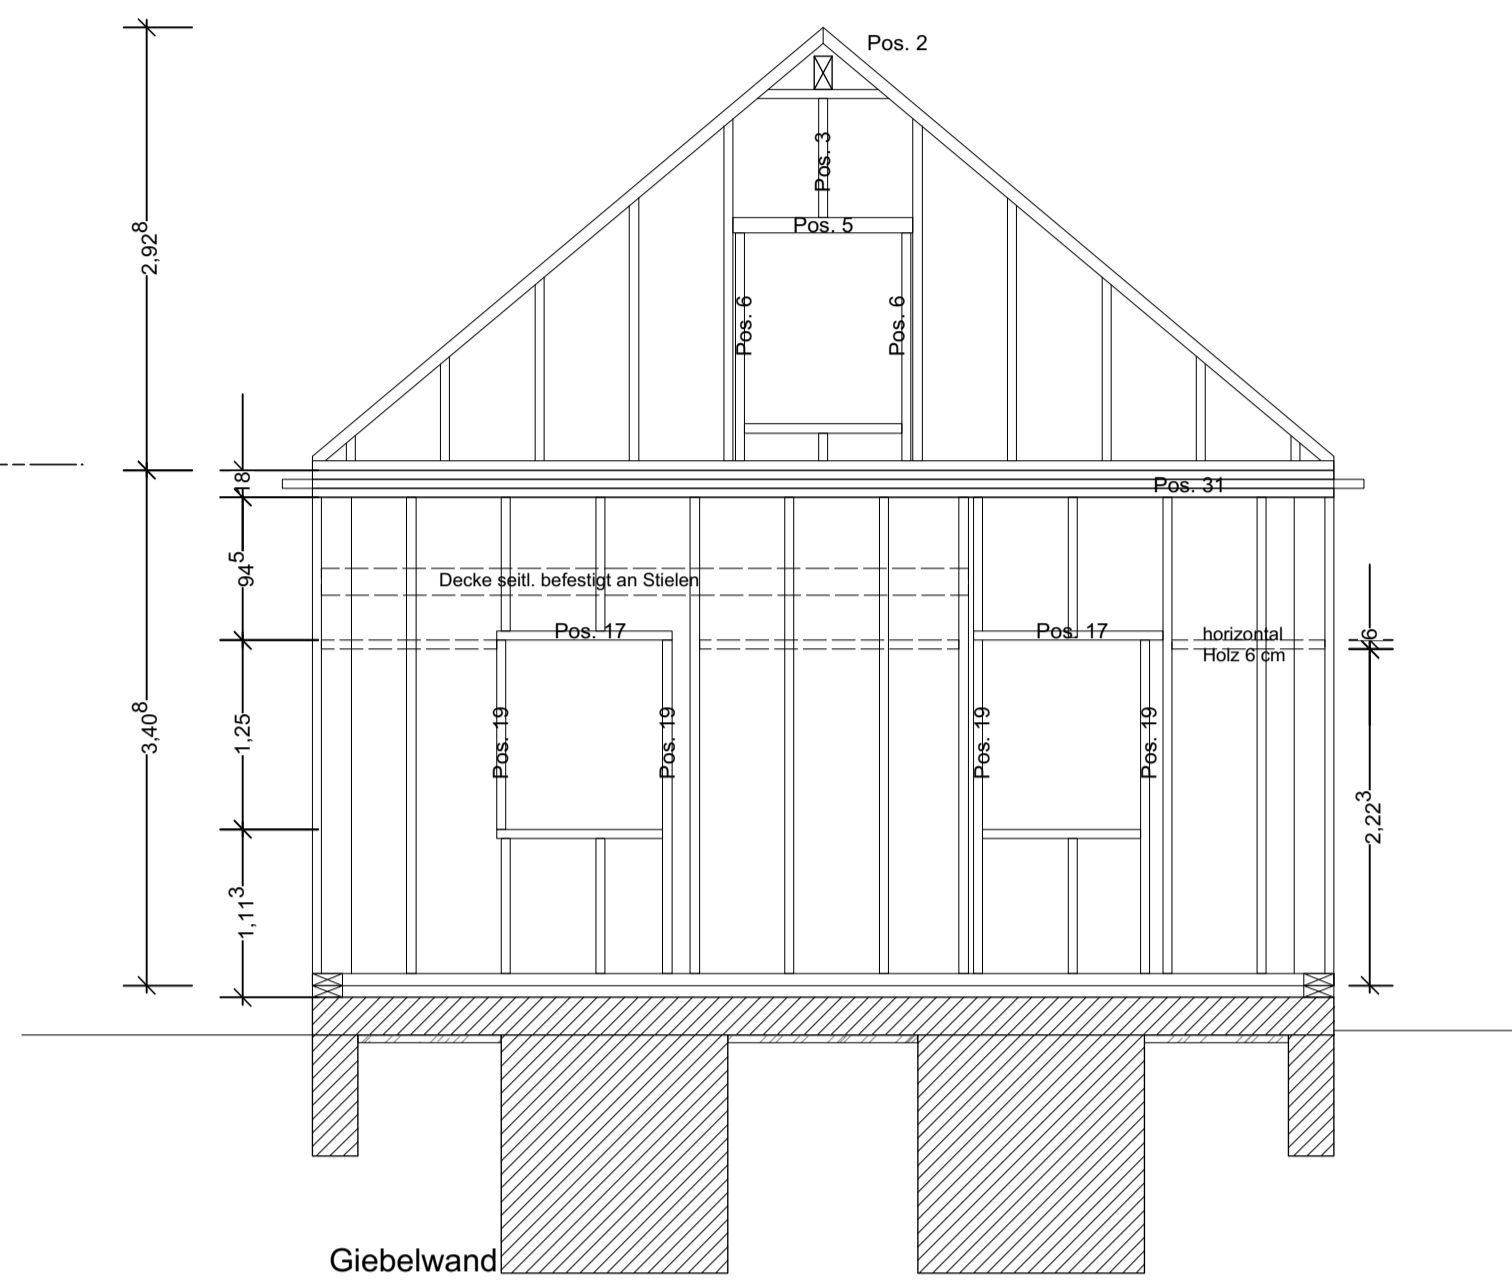 Pos. 2
Pos. 3
2,92⁸
Pos. 5
Pos. 6
Pos. 6
18
Pos. 31
94⁵
Decke seitl. befestigt an Stielen
Pos. 17
Pos. 17
horizontal
Holz 6 cm
6
3,40⁸
1,25
Pos. 19
Pos. 19
Pos. 19
Pos. 19
2,22³
1,11³
Giebelwand